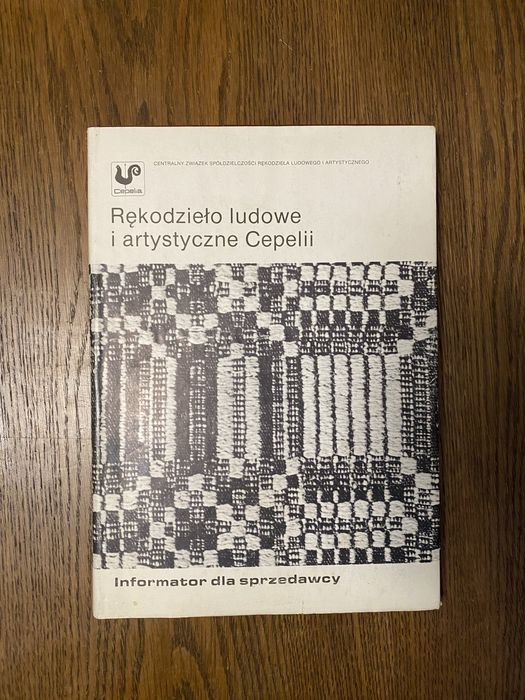 CENTRALNY ZWIĄZEK SPÓŁDZIELCZOŚCI RĘKODZIEŁA LUDOWEGO I ARTYSTYCZNEGO
Cepelia
Rękodzieło ludowe
i artystyczne Cepelii
Informator dla sprzedawcy